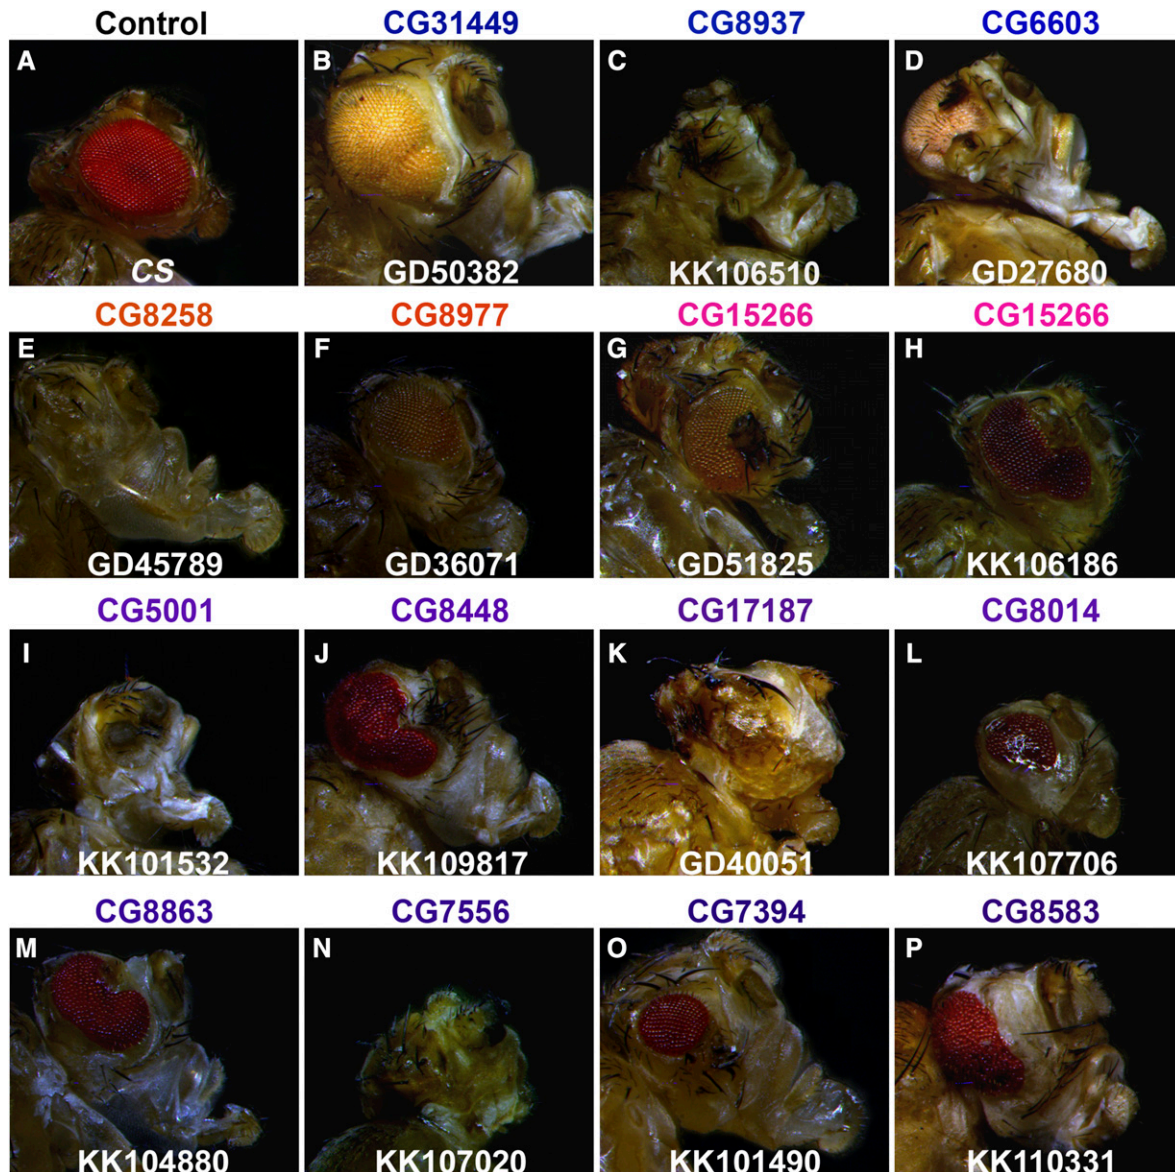 Control CG31449 CG8937 CG6603
A B C D
CS GD50382 KK106510 GD27680
CG8258 CG8977 CG15266 CG15266
E F G H
GD45789 GD36071 GD51825 KK106186
CG5001 CG8448 CG17187 CG8014
I J K L
KK101532 KK109817 GD40051 KK107706
CG8863 CG7556 CG7394 CG8583
M N O P
KK104880 KK107020 KK101490 KK110331